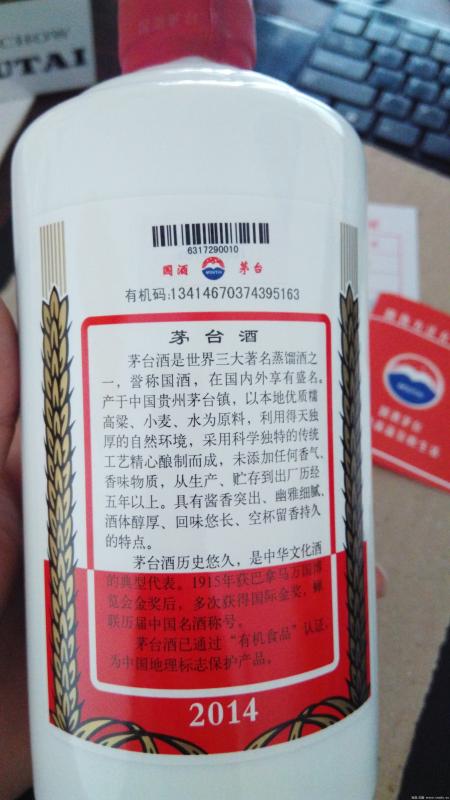 CHOW
UTAI
国酒茅台
6317290010
國酒 MOUTAI 茅台
有机码:13414670374395163
茅台酒
茅台酒是世界三大著名蒸馏酒之
一，誉称国酒，在国内外享有盛名。
产于中国贵州茅台镇，以本地优质糯
高粱、小麦、水为原料，利用得天独
厚的自然环境，采用科学独特的传统
工艺精心酿制而成，未添加任何香气、
香味物质，从生产、贮存到出厂历经
五年以上。具有酱香突出、幽雅细腻、
酒体醇厚、回味悠长、空杯留香持久
的特点。
茅台酒历史悠久，是中华文化酒
的典型代表。1915年获巴拿马万国博
览会金奖后，多次获得国际金奖，蝉
联历届中国名酒称号。
茅台酒已通过“有机食品”认证，
为中国地理标志保护产品。
2014